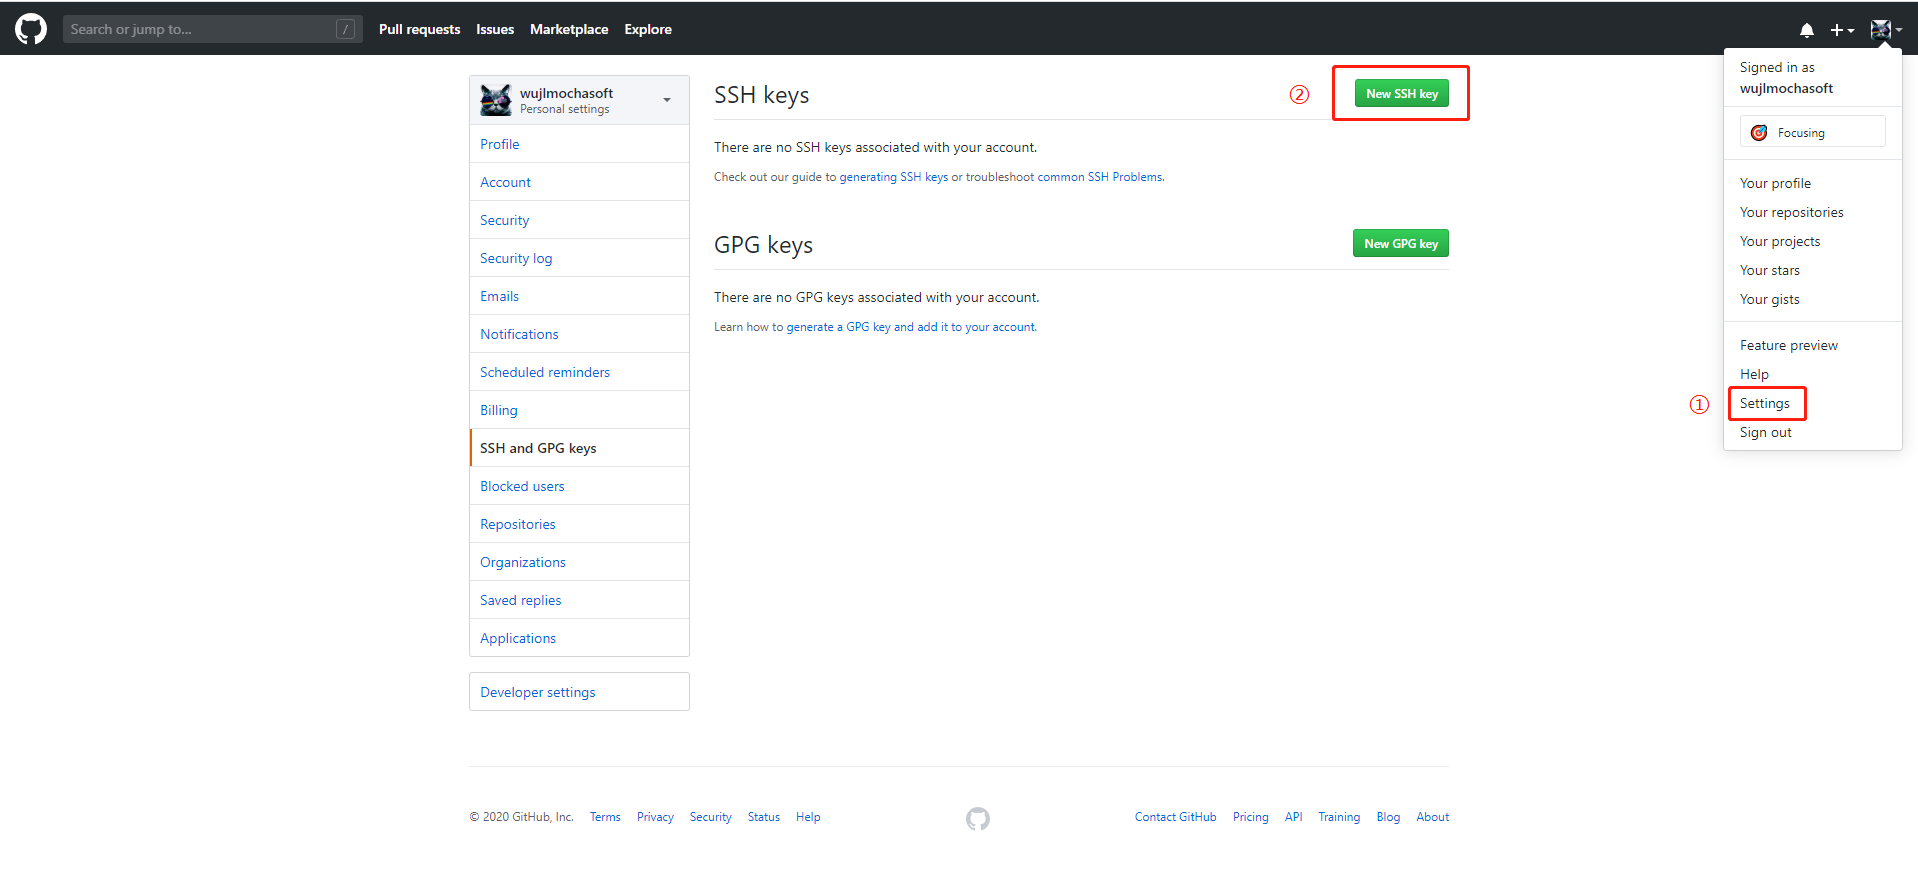 Search or jump to...
/
Pull requests
Issues
Marketplace
Explore
wujlmochasoft
Personal settings
Profile
Account
Security
Security log
Emails
Notifications
Scheduled reminders
Billing
SSH and GPG keys
Blocked users
Repositories
Organizations
Saved replies
Applications
Developer settings
SSH keys
②
New SSH key
There are no SSH keys associated with your account.
Check out our guide to generating SSH keys or troubleshoot common SSH Problems.
GPG keys
New GPG key
There are no GPG keys associated with your account.
Learn how to generate a GPG key and add it to your account.
Signed in as
wujlmochasoft
Focusing
Your profile
Your repositories
Your projects
Your stars
Your gists
Feature preview
Help
①
Settings
Sign out
© 2020 GitHub, Inc.
Terms
Privacy
Security
Status
Help
Contact GitHub
Pricing
API
Training
Blog
About